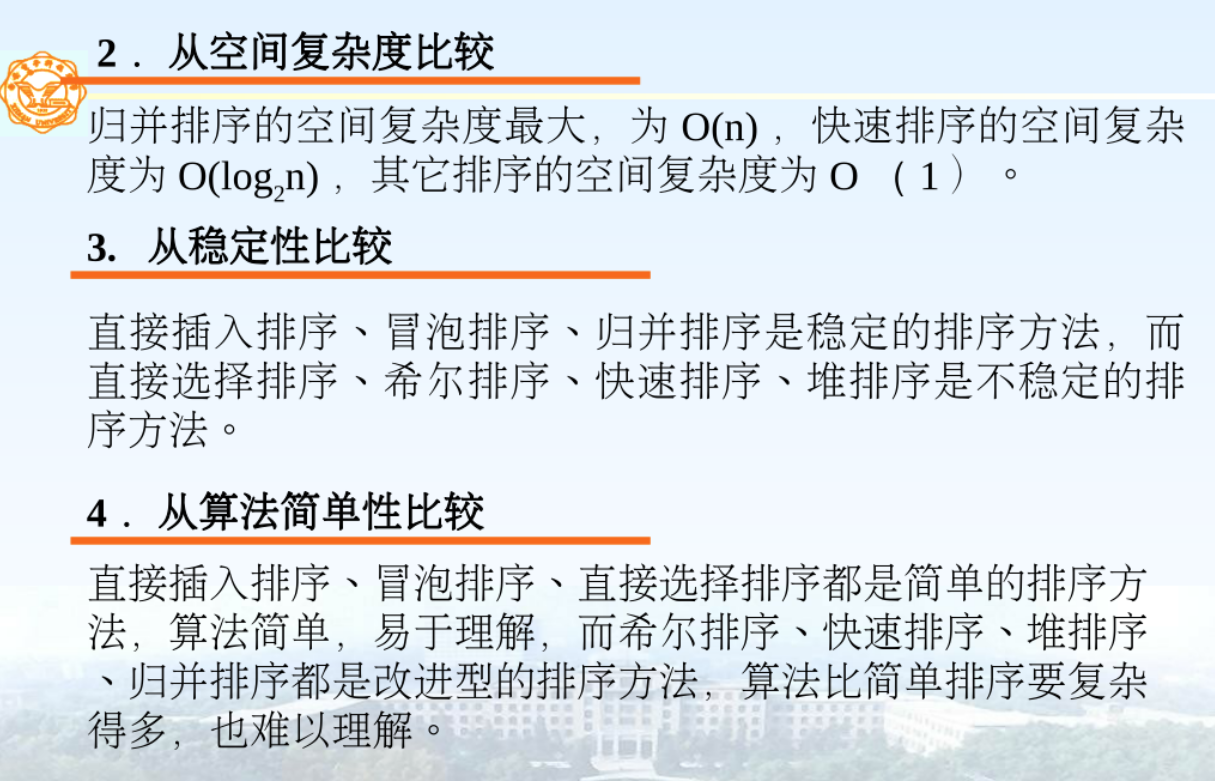 2． 从空间复杂度比较
归并排序的空间复杂度最大，为 O(n) ，快速排序的空间复杂
度为 O(log₂n) ，其它排序的空间复杂度为 O （ 1 ）。
3. 从稳定性比较
直接插入排序、冒泡排序、归并排序是稳定的排序方法，而
直接选择排序、希尔排序、快速排序、堆排序是不稳定的排
序方法。
4． 从算法简单性比较
直接插入排序、冒泡排序、直接选择排序都是简单的排序方
法，算法简单，易于理解，而希尔排序、快速排序、堆排序
、归并排序都是改进型的排序方法，算法比简单排序要复杂
得多，也难以理解。